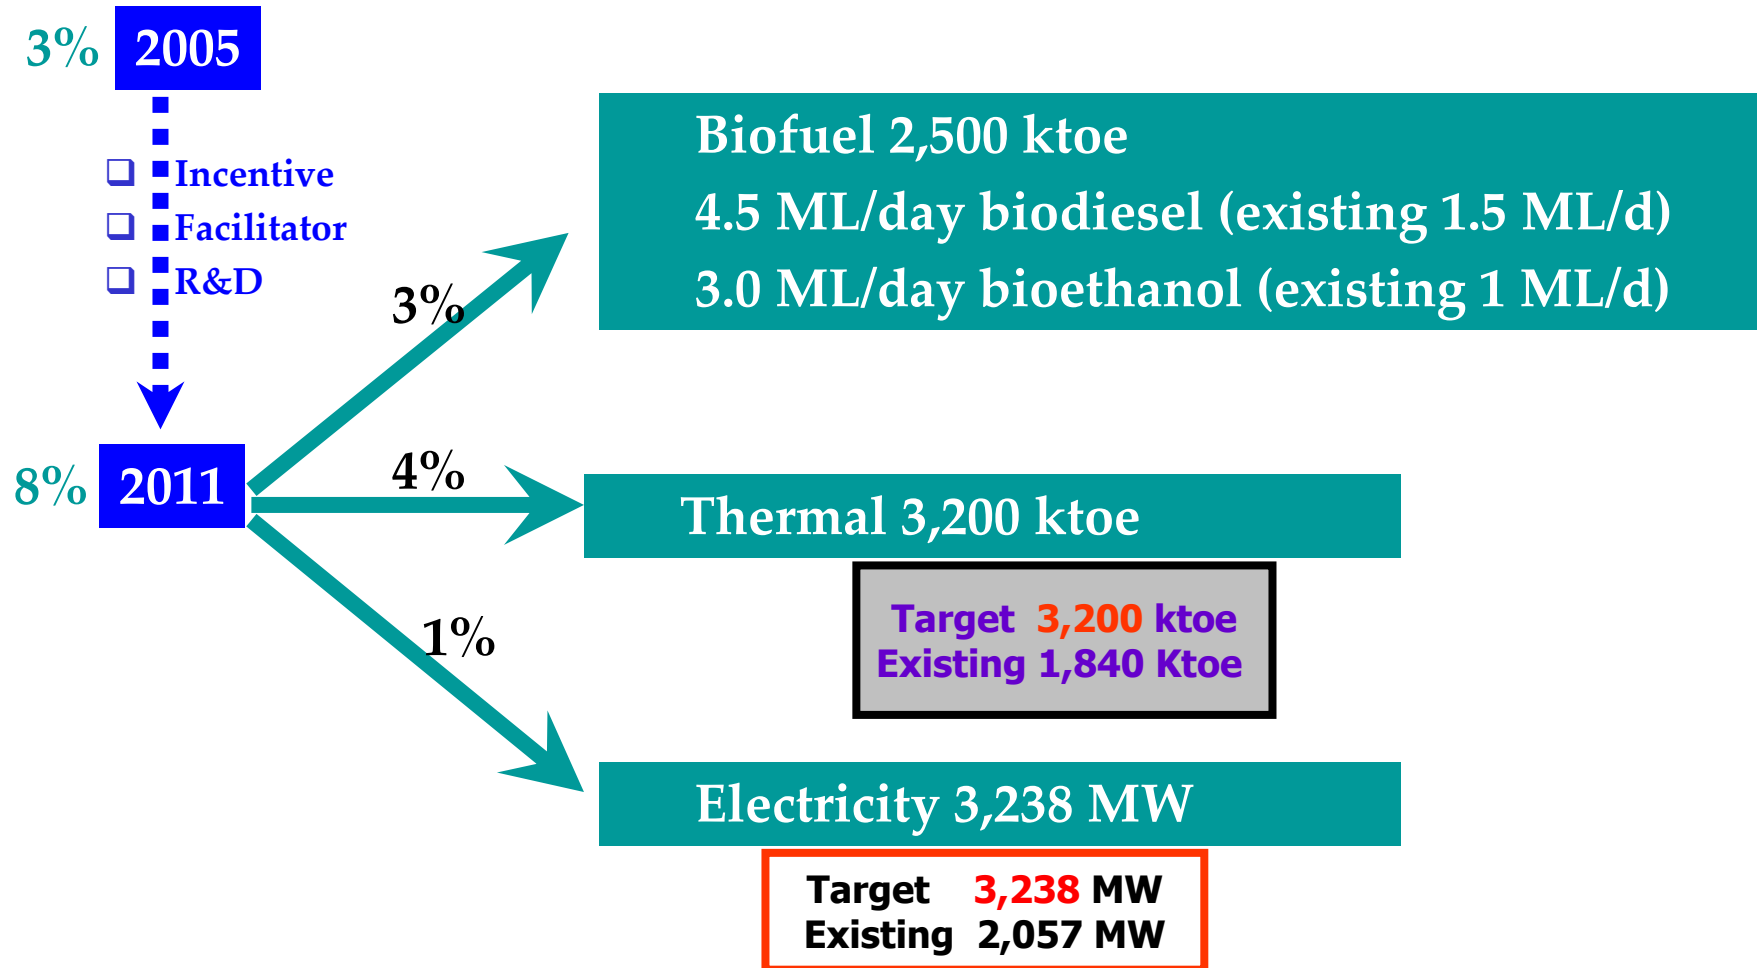 3% 2005
Incentive
Facilitator
R&D
8% 2011
3%
Biofuel 2,500 ktoe
4.5 ML/day biodiesel (existing 1.5 ML/d)
3.0 ML/day bioethanol (existing 1 ML/d)
4%
Thermal 3,200 ktoe
Target 3,200 ktoe
Existing 1,840 Ktoe
1%
Electricity 3,238 MW
Target 3,238 MW
Existing 2,057 MW